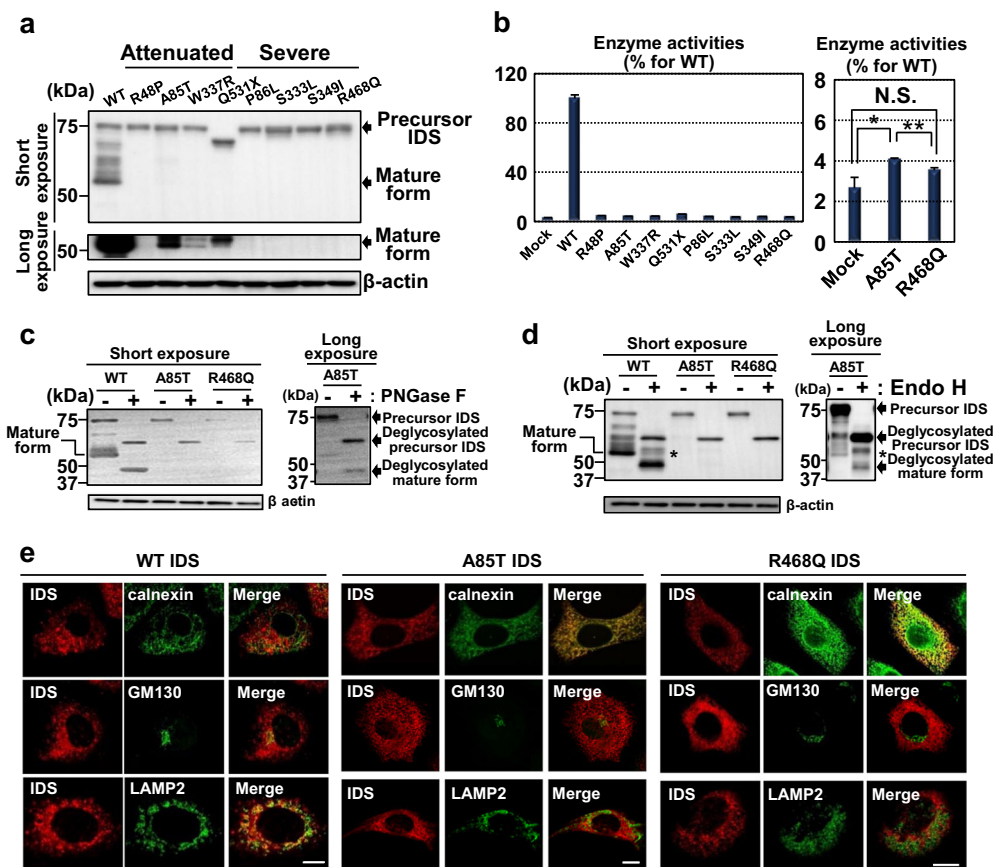 a
Attenuated Severe
(kDa) WT R48P A85T W337R Q531X P86L S333L S349I R468Q
Short exposure
75
50
Precursor IDS
Mature form
Long exposure
50
Mature form
β-actin
b
Enzyme activities
(% for WT)
120
80
40
0
Mock WT R48P A85T W337R Q531X P86L S333L S349I R468Q
Enzyme activities
(% for WT)
8
6
4
2
0
N.S.
* **
Mock A85T R468Q
c
Short exposure
WT A85T R468Q
(kDa) - + - + - +
75
50
37
Mature form
β actin
Long exposure
A85T
(kDa) - + : PNGase F
75
50
37
Precursor IDS
Deglycosylated precursor IDS
Deglycosylated mature form
d
Short exposure
WT A85T R468Q
(kDa) - + - + - +
75
50
37
Mature form
*
β-actin
Long exposure
A85T
(kDa) - + : Endo H
75
50
37
Precursor IDS
Deglycosylated
Precursor IDS
*
Deglycosylated
mature form
e
WT IDS A85T IDS R468Q IDS
IDS calnexin Merge IDS calnexin Merge IDS calnexin Merge
IDS GM130 Merge IDS GM130 Merge IDS GM130 Merge
IDS LAMP2 Merge IDS LAMP2 Merge IDS LAMP2 Merge